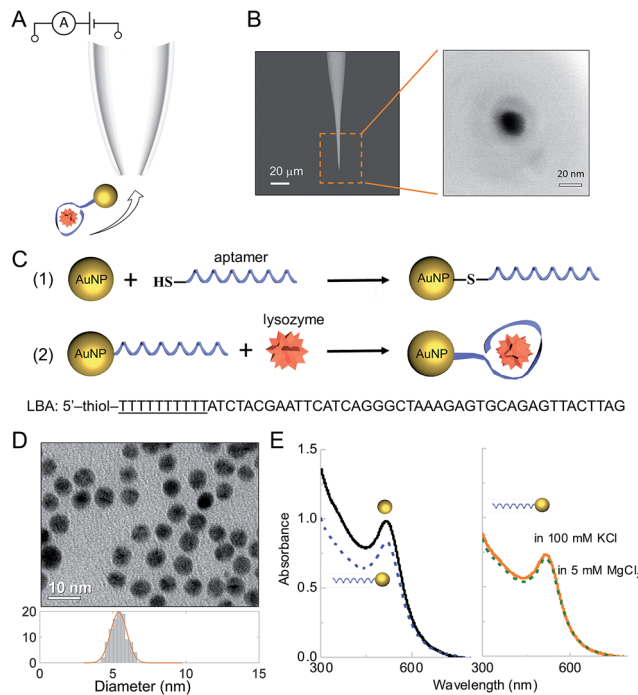 A
A
B
20 μm
20 nm
C
aptamer
(1)
AuNP
+
HS
AuNP
S
lysozyme
(2)
AuNP
+
AuNP
LBA: 5'–thiol–TTTTTTTTTTATCTACGAATTCATCAGGGCTAAAGAGTGCAGAGTTACTTAG
D
10 nm
20
10
0
0 5 10 15
Diameter (nm)
E
1.5
1.0
0.5
0.0
Absorbance
in 100 mM KCl
in 5 mM MgCl2
300 600 300 600
Wavelength (nm)